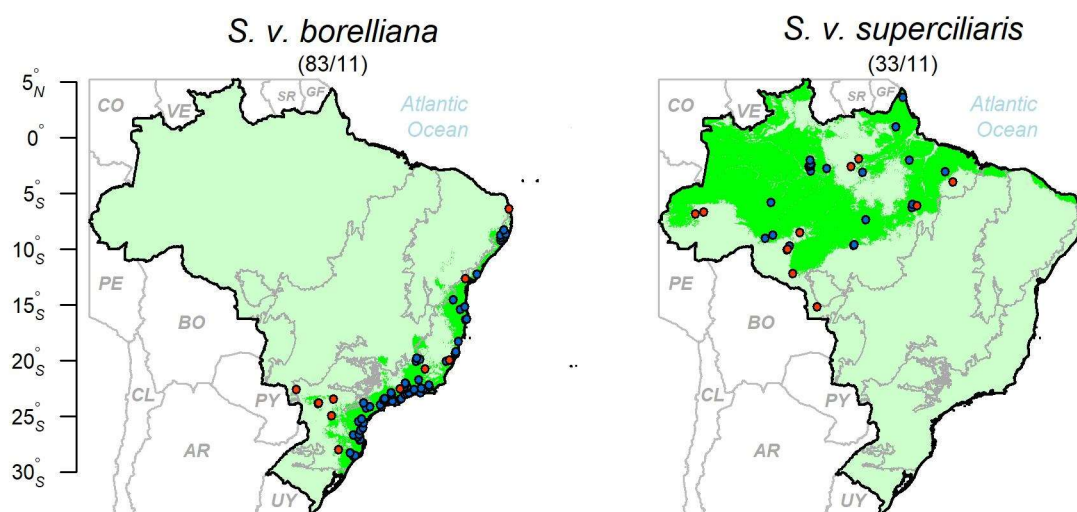 S. v. borelliana
(83/11)
5°N
0°
5°S
10°S
15°S
20°S
25°S
30°S
CO
VE
SR
GF
Atlantic
Ocean
PE
BO
CL
PY
AR
UY
S. v. superciliaris
(33/11)
CO
VE
SR
GF
Atlantic
Ocean
PE
BO
CL
PY
AR
UY